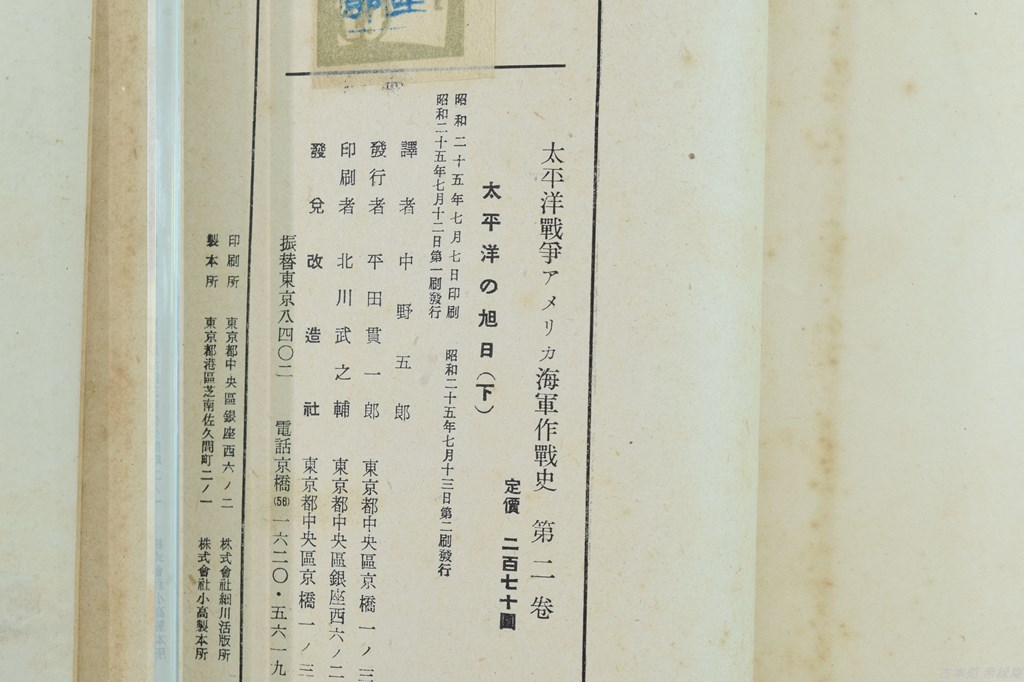 太平洋戰爭アメリカ海軍作戰史 第二卷
定價 二百七十圓
太平洋の旭日(下)
昭和二十五年七月七日印刷
昭和二十五年七月十二日第一刷發行 昭和二十五年七月十三日第二刷發行
譯者 中野五郎
發行者 平田貫一郎 東京都中央區京橋一ノ三
印刷者 北川武之輔 東京都中央區銀座西六ノ二
發兌 改造社 東京都中央區京橋一ノ三
振替東京八四〇二 電話京橋(56)一六二〇・五六一九
印刷所 東京都中央區銀座西六ノ二 株式會社細川活版所
製本所 東京都港區芝南佐久間町二ノ一 株式會社小高製本所